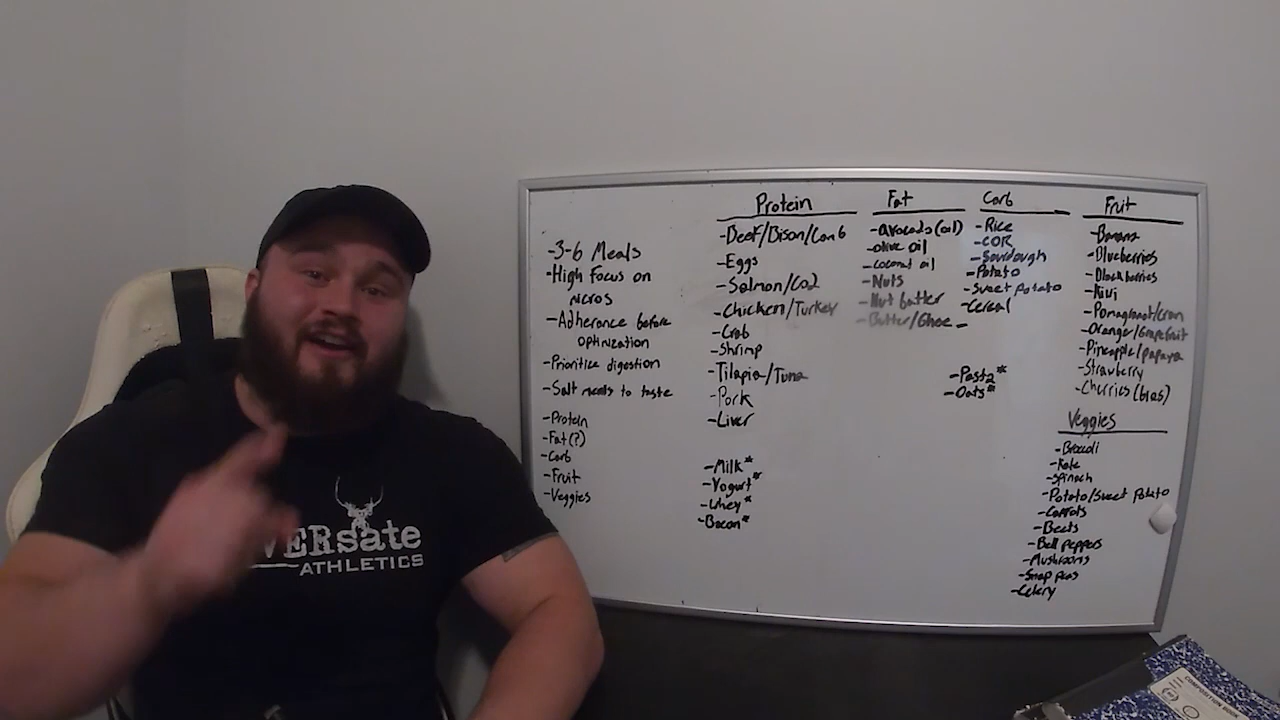 -3-6 Meals
-High Focus on
micros
-Adherance before
optimization
-Prioritize digestion
-Salt meals to taste
-Protein
-Fat(?)
-Carb
-Fruit
-Veggies
Protein
-Beef/Bison/Lamb
-Eggs
-Salmon/Cod
-Chicken/Turkey
-Crab
-Shrimp
-Tilapia/Tuna
-Pork
-Liver
-Milk*
-Yogurt*
-Whey*
-Bacon*
Fat
-Avocado(oil)
-olive oil
-coconut oil
-Nuts
-Nut butter
-Butter/Ghee
Carb
-Rice
-COR
-Sourdough
-Potato
-Sweet potato
-Cereal
-Pasta*
-Oats*
Fruit
-Banana
-Blueberries
-Blackberries
-Kiwi
-Pomagranat/Cran
-Orange/Grapefruit
-Pineapple/papaya
-Strawberry
-Cherries
Veggies
-Broccoli
-Kale
-Spinach
-Potato/Sweet Potato
-Carrots
-Beets
-Bell peppers
-Mushrooms
-Snap peas
-Celery
VERsate
ATHLETICS
COMPOSITION BOOK